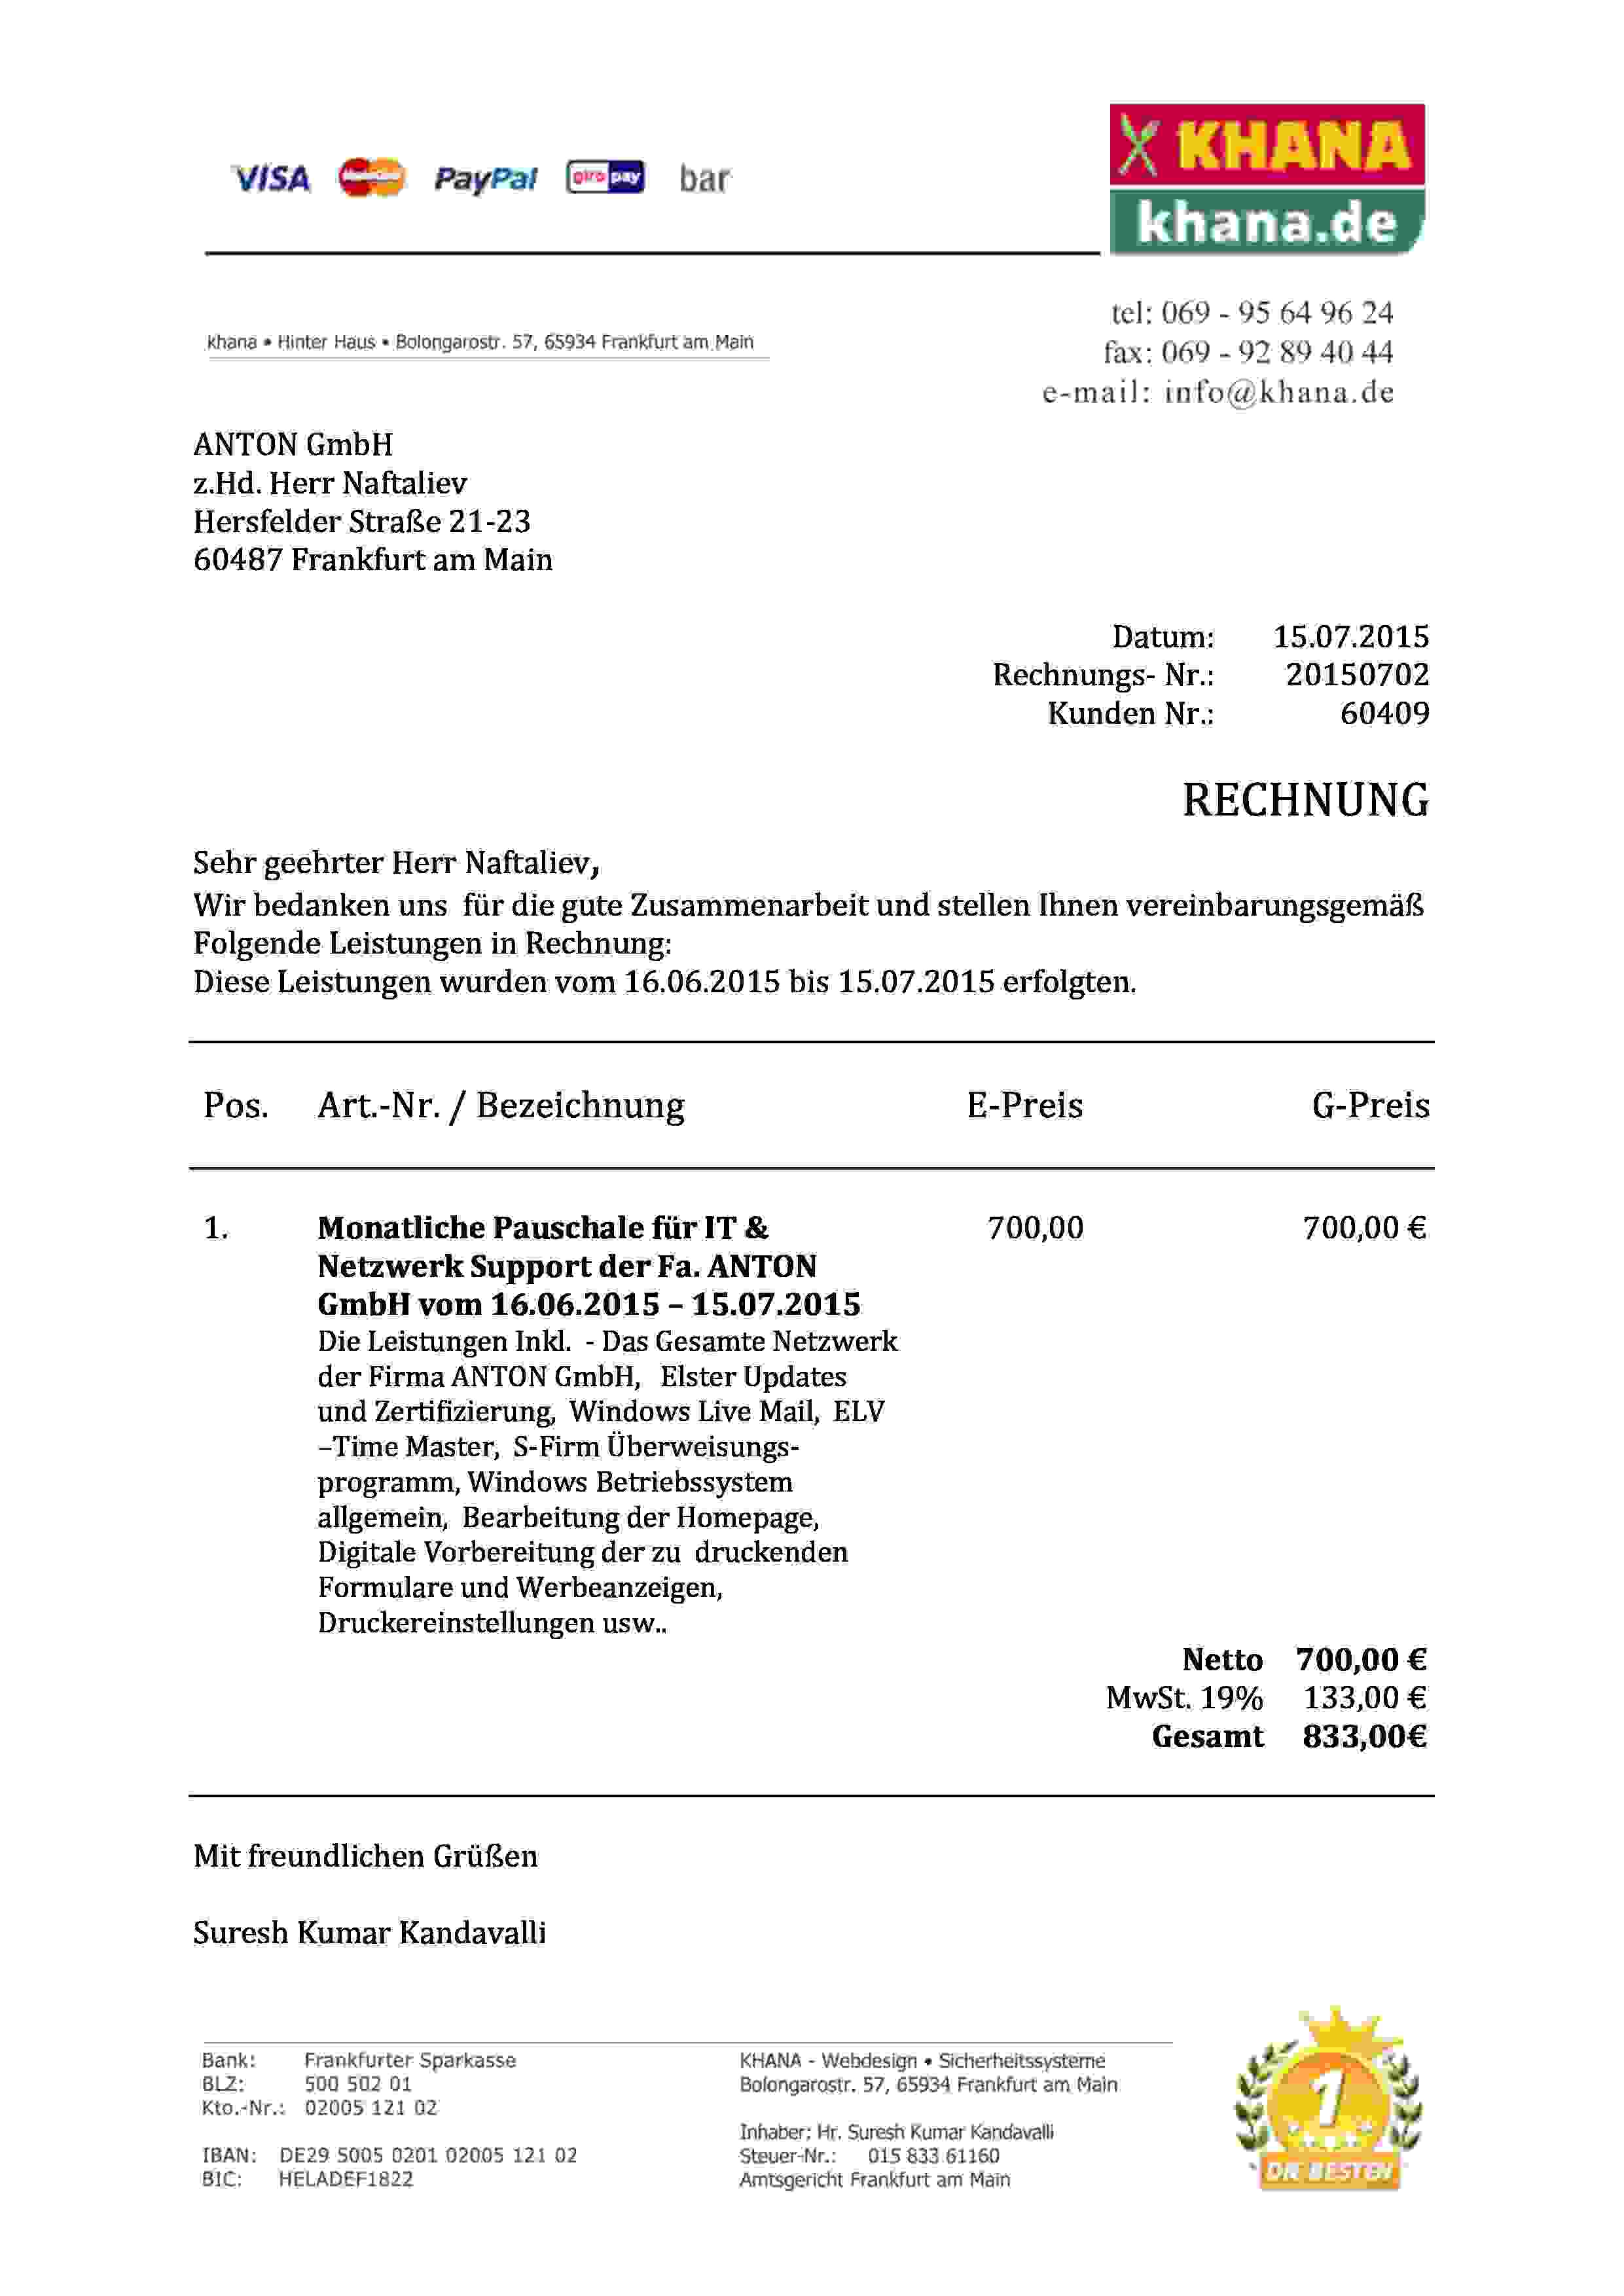 VISA MasterCard PayPal giro pay bar
KHANA
khana.de
tel: 069 - 95 64 96 24
Khana • Hinter Haus • Bolongarostr. 57, 65934 Frankfurt am Main
fax: 069 - 92 89 40 44
e-mail: info@khana.de
ANTON GmbH
z.Hd. Herr Naftaliev
Hersfelder Straße 21-23
60487 Frankfurt am Main
Datum: 15.07.2015
Rechnungs- Nr.: 20150702
Kunden Nr.: 60409
RECHNUNG
Sehr geehrter Herr Naftaliev,
Wir bedanken uns für die gute Zusammenarbeit und stellen Ihnen vereinbarungsgemäß
Folgende Leistungen in Rechnung:
Diese Leistungen wurden vom 16.06.2015 bis 15.07.2015 erfolgten.
Pos. Art.-Nr. / Bezeichnung E-Preis G-Preis
1. Monatliche Pauschale für IT & 700,00 700,00 €
Netzwerk Support der Fa. ANTON
GmbH vom 16.06.2015 – 15.07.2015
Die Leistungen Inkl. - Das Gesamte Netzwerk
der Firma ANTON GmbH, Elster Updates
und Zertifizierung, Windows Live Mail, ELV
–Time Master, S-Firm Überweisungs-
programm, Windows Betriebssystem
allgemein, Bearbeitung der Homepage,
Digitale Vorbereitung der zu druckenden
Formulare und Werbeanzeigen,
Druckereinstellungen usw..
Netto 700,00 €
MwSt. 19% 133,00 €
Gesamt 833,00€
Mit freundlichen Grüßen
Suresh Kumar Kandavalli
Bank: Frankfurter Sparkasse
BLZ: 500 502 01
Kto.-Nr.: 02005 121 02
IBAN: DE29 5005 0201 02005 121 02
BIC: HELADEF1822
KHANA - Webdesign • Sicherheitssysteme
Bolongarostr. 57, 65934 Frankfurt am Main
Inhaber: Hr. Suresh Kumar Kandavalli
Steuer-Nr.: 015 833 61160
Amtsgericht Frankfurt am Main
1
DIE BESTEN